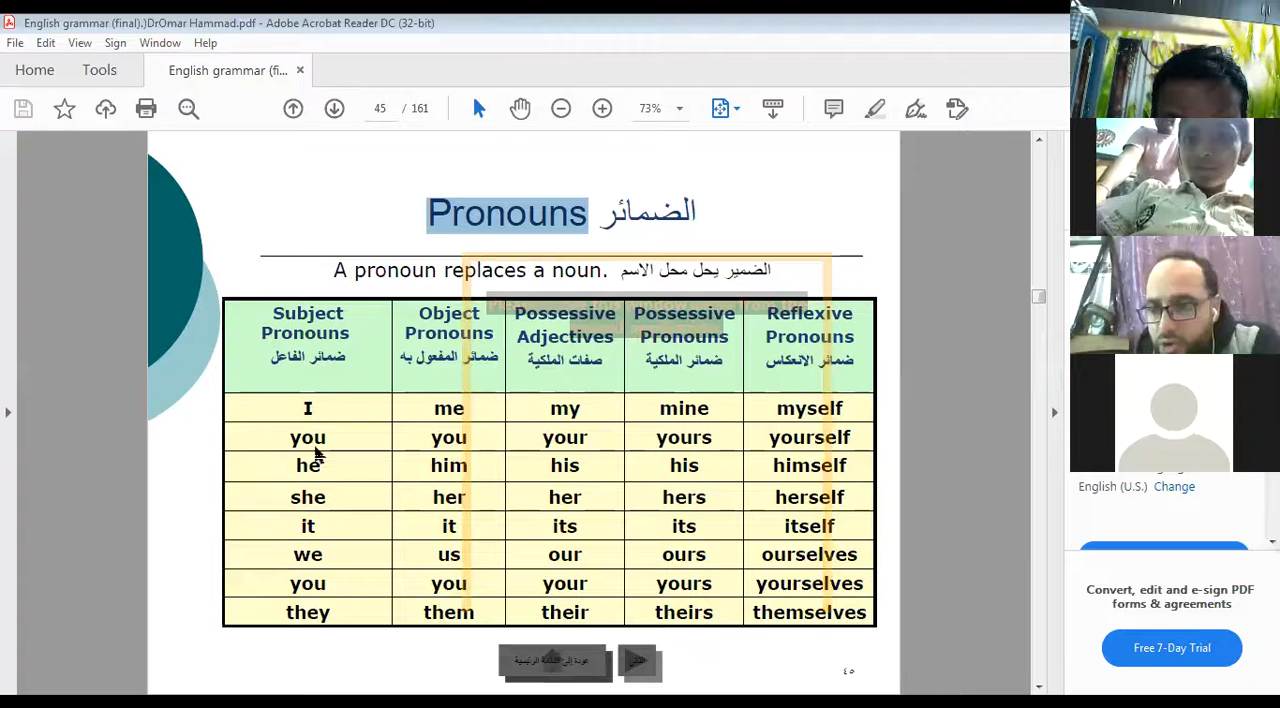 English grammar (final).)DrOmar Hammad.pdf - Adobe Acrobat Reader DC (32-bit)
File Edit View Sign Window Help
Home Tools English grammar (fi... ×
45 / 161 73%
Pronouns الضمائر
A pronoun replaces a noun. الضمير يحل محل الاسم
Subject Pronouns ضمائر الفاعل
Object Pronouns ضمائر المفعول به
Possessive Adjectives صفات الملكية
Possessive Pronouns ضمائر الملكية
Reflexive Pronouns ضمائر الانعكاس
I me my mine myself
you you your yours yourself
he him his his himself
she her her hers herself
it it its its itself
we us our ours ourselves
you you your yours yourselves
they them their theirs themselves
عودة إلى القائمة الرئيسية
التالي
٤٥
English (U.S.) Change
Convert, edit and e-sign PDF
forms & agreements
Free 7-Day Trial